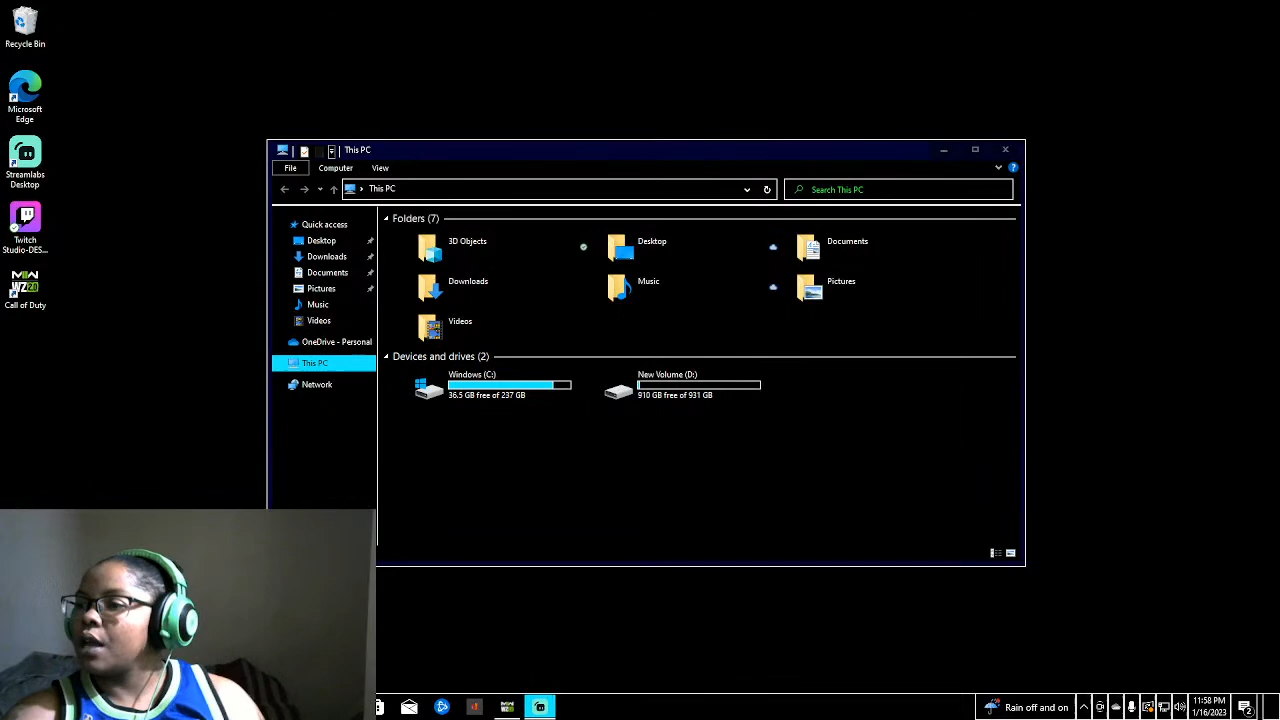 Recycle Bin
Microsoft
Edge
Streamlabs
Desktop
Twitch
Studio-DES...
Call of Duty
This PC
File
Computer
View
This PC
Search This PC
Quick access
Desktop
Downloads
Documents
Pictures
Music
Videos
OneDrive - Personal
This PC
Network
Folders (7)
3D Objects
Desktop
Documents
Downloads
Music
Pictures
Videos
Devices and drives (2)
Windows (C:)
36.5 GB free of 237 GB
New Volume (D:)
910 GB free of 931 GB
Rain off and on
11:58 PM
1/16/2023
2